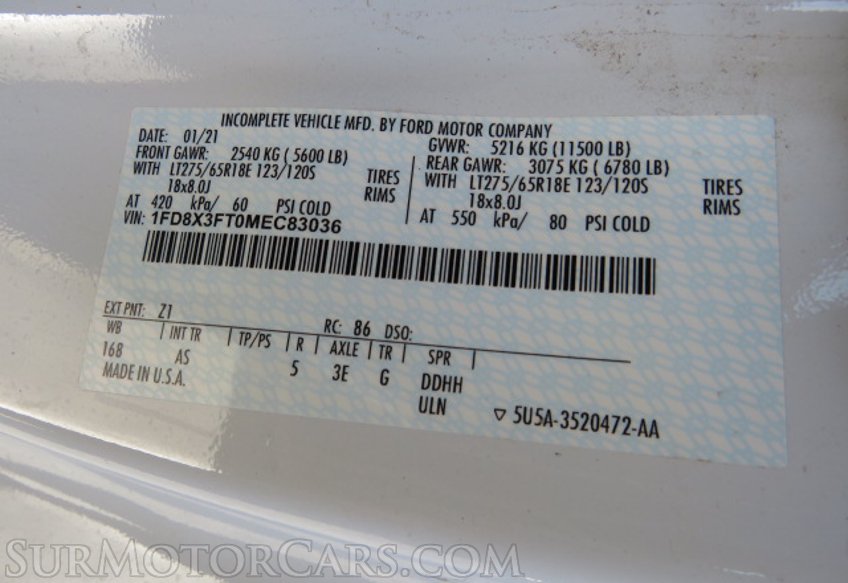 INCOMPLETE VEHICLE MFD. BY FORD MOTOR COMPANY
DATE: 01/21 GVWR: 5216 KG (11500 LB)
FRONT GAWR: 2540 KG ( 5600 LB) REAR GAWR: 3075 KG ( 6780 LB)
WITH LT275/65R18E 123/120S TIRES WITH LT275/65R18E 123/120S TIRES
18x8.0J RIMS 18x8.0J RIMS
AT 420 kPa/ 60 PSI COLD AT 550 kPa/ 80 PSI COLD
VIN: 1FD8X3FT0MEC83036
EXT PNT: Z1 RC: 86 DSO:
WB | INT TR | TP/PS | R | AXLE | TR | SPR |
168 AS 5 3E G DDHH
MADE IN U.S.A. ULN ▽ 5U5A-3520472-AA
SurMotorCars.com